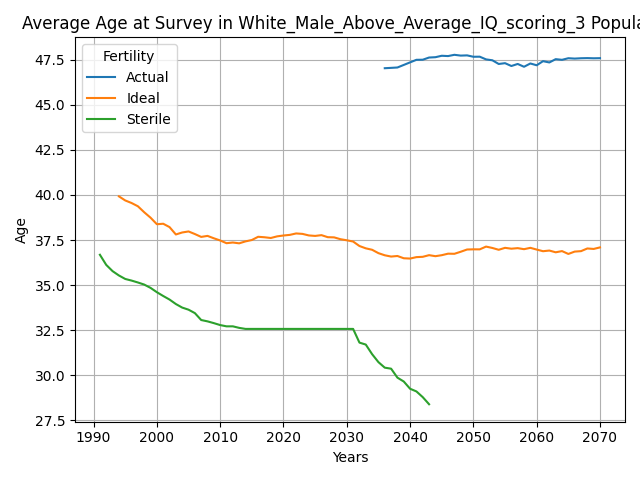 Average Age at Survey in White_Male_Above_Average_IQ_scoring_3 Popula
Fertility
Actual
Ideal
Sterile
47.5
45.0
42.5
40.0
37.5
35.0
32.5
30.0
27.5
Age
1990 2000 2010 2020 2030 2040 2050 2060 2070
Years